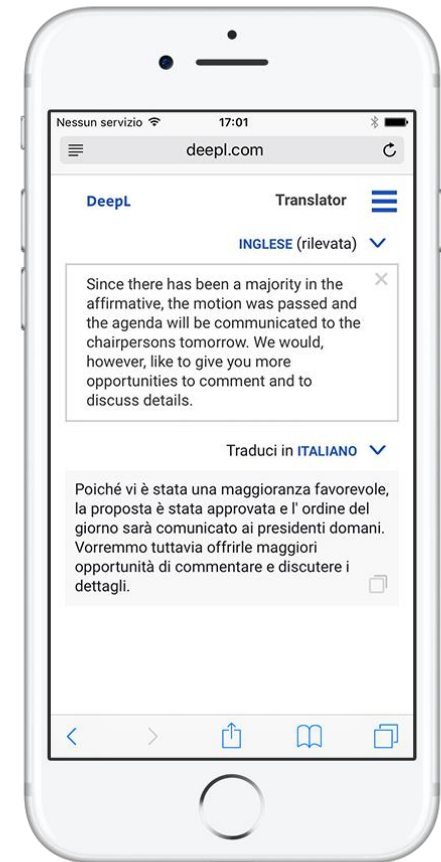 Nessun servizio 17:01
deepl.com
DeepL Translator
INGLESE (rilevata)
Since there has been a majority in the
affirmative, the motion was passed and
the agenda will be communicated to the
chairpersons tomorrow. We would,
however, like to give you more
opportunities to comment and to
discuss details.
Traduci in ITALIANO
Poiché vi è stata una maggioranza favorevole,
la proposta è stata approvata e l' ordine del
giorno sarà comunicato ai presidenti domani.
Vorremmo tuttavia offrirle maggiori
opportunità di commentare e discutere i
dettagli.